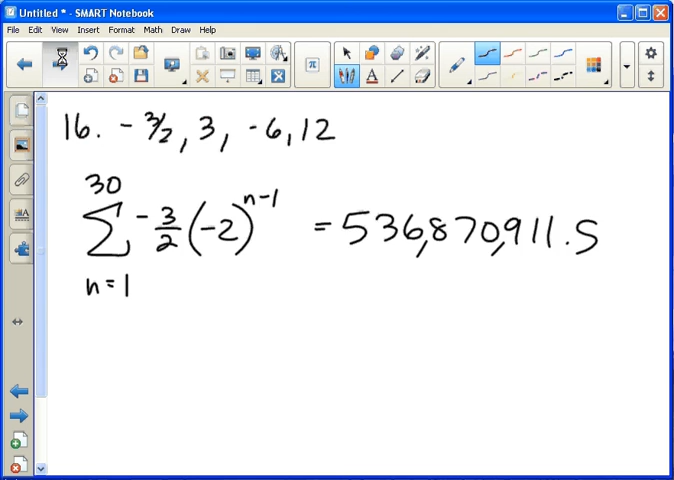 Untitled * - SMART Notebook
File Edit View Insert Format Math Draw Tools Help
16. -3/2, 3, -6, 12
30
∑ -3/2 (-2)^{n-1} = 536,870,911.5
n=1